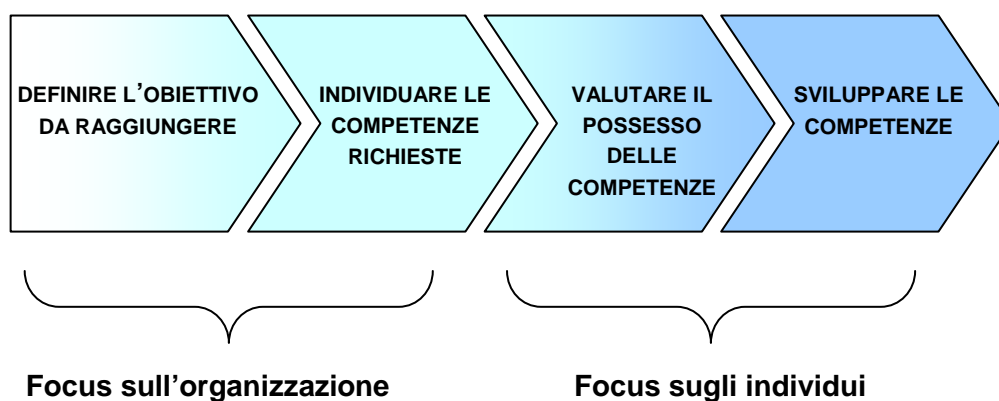 DEFINIRE L'OBIETTIVO
DA RAGGIUNGERE
INDIVIDUARE LE
COMPETENZE
RICHIESTE
VALUTARE IL
POSSESSO
DELLE
COMPETENZE
SVILUPPARE LE
COMPETENZE
Focus sull'organizzazione
Focus sugli individui